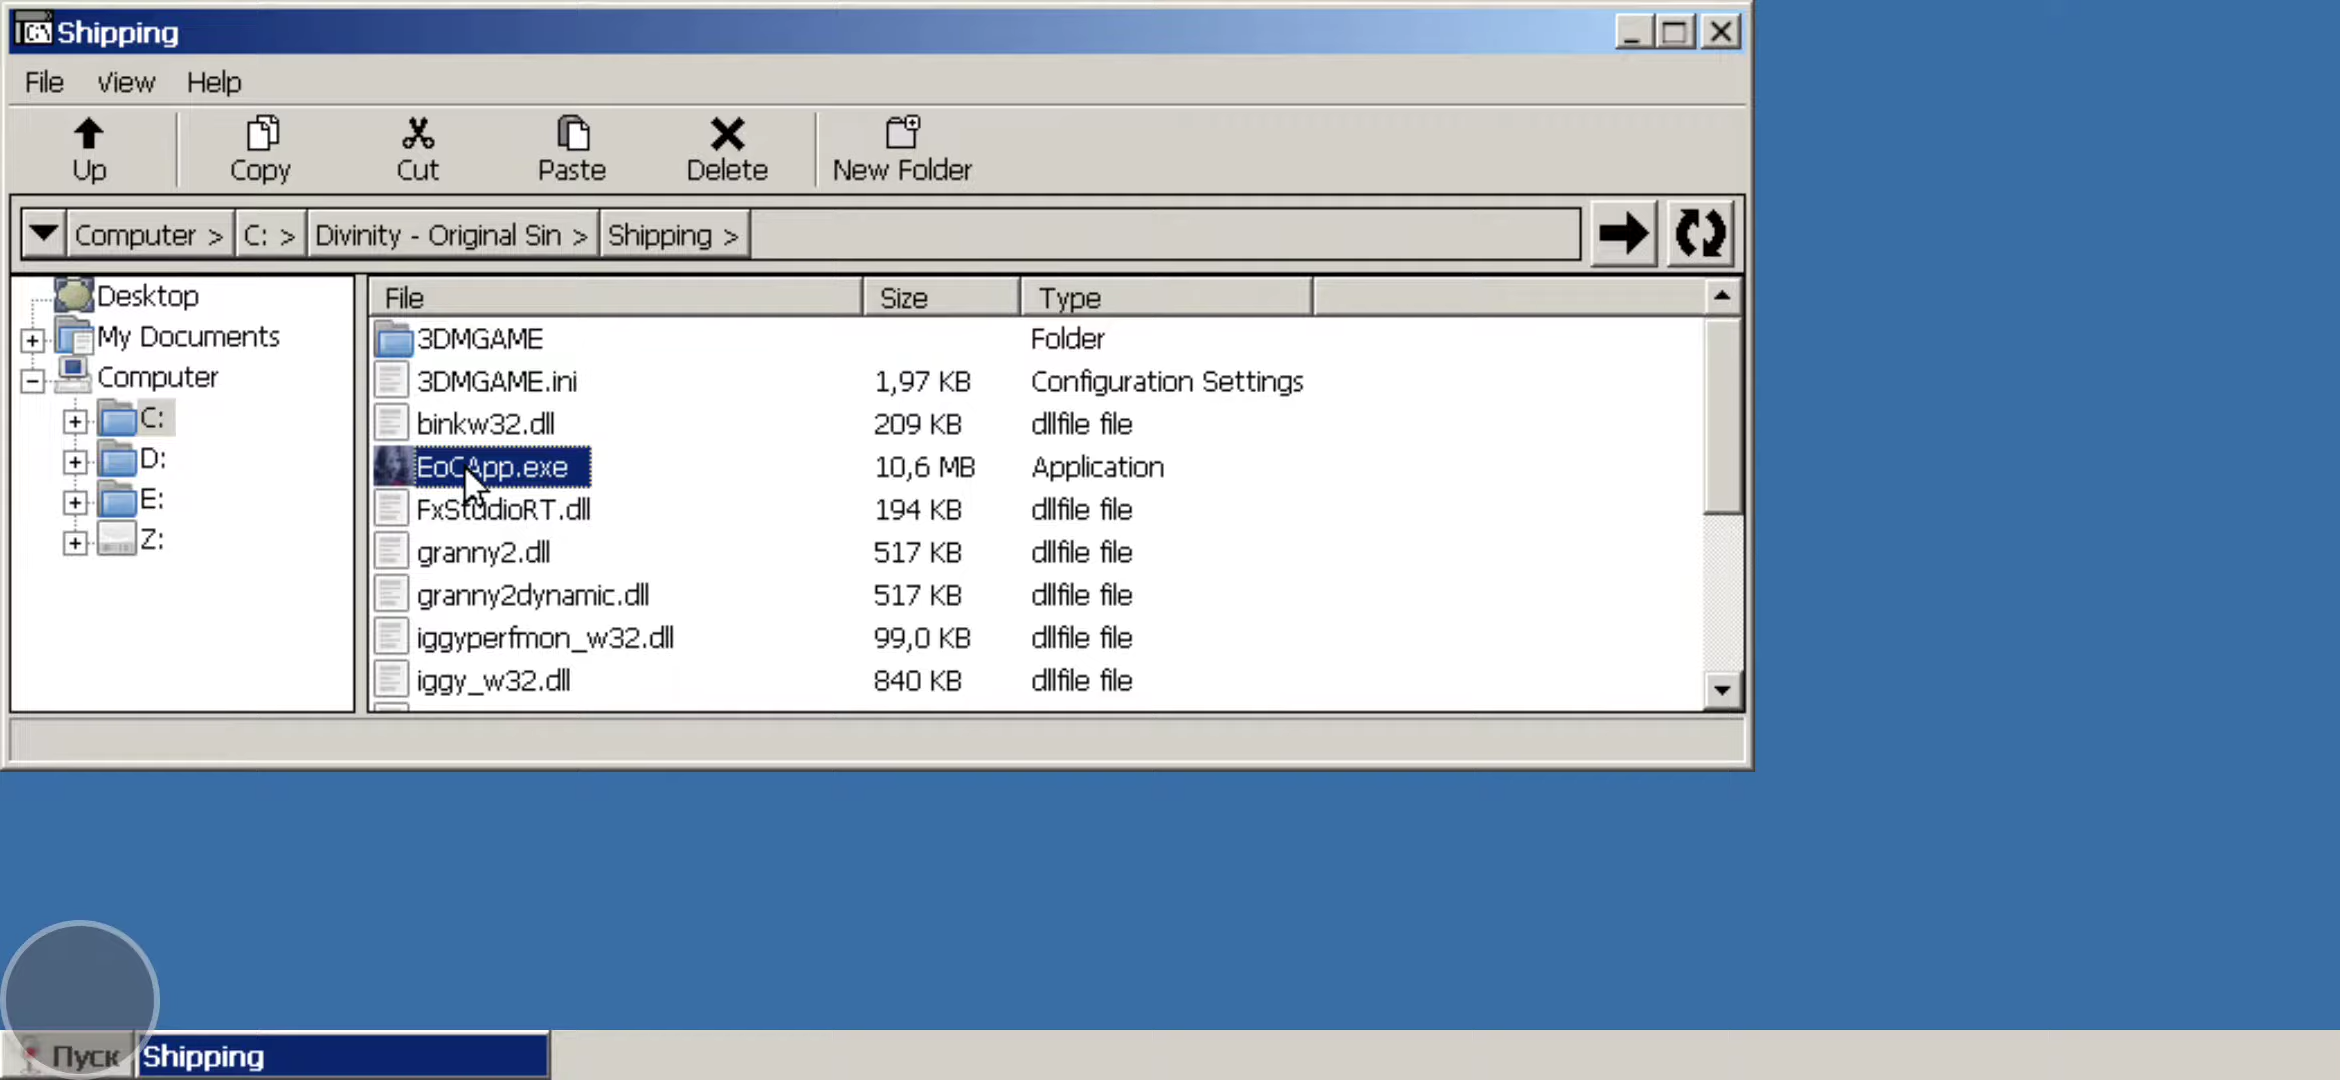 Shipping
File View Help
Up Copy Cut Paste Delete New Folder
Computer > C: > Divinity - Original Sin > Shipping >
Desktop
My Documents
Computer
C:
D:
E:
Z:
File Size Type
3DMGAME Folder
3DMGAME.ini 1,97 KB Configuration Settings
binkw32.dll 209 KB dllfile file
EoCApp.exe 10,6 MB Application
FxStudioRT.dll 194 KB dllfile file
granny2.dll 517 KB dllfile file
granny2dynamic.dll 517 KB dllfile file
iggyperfmon_w32.dll 99,0 KB dllfile file
iggy_w32.dll 840 KB dllfile file
Пуск Shipping